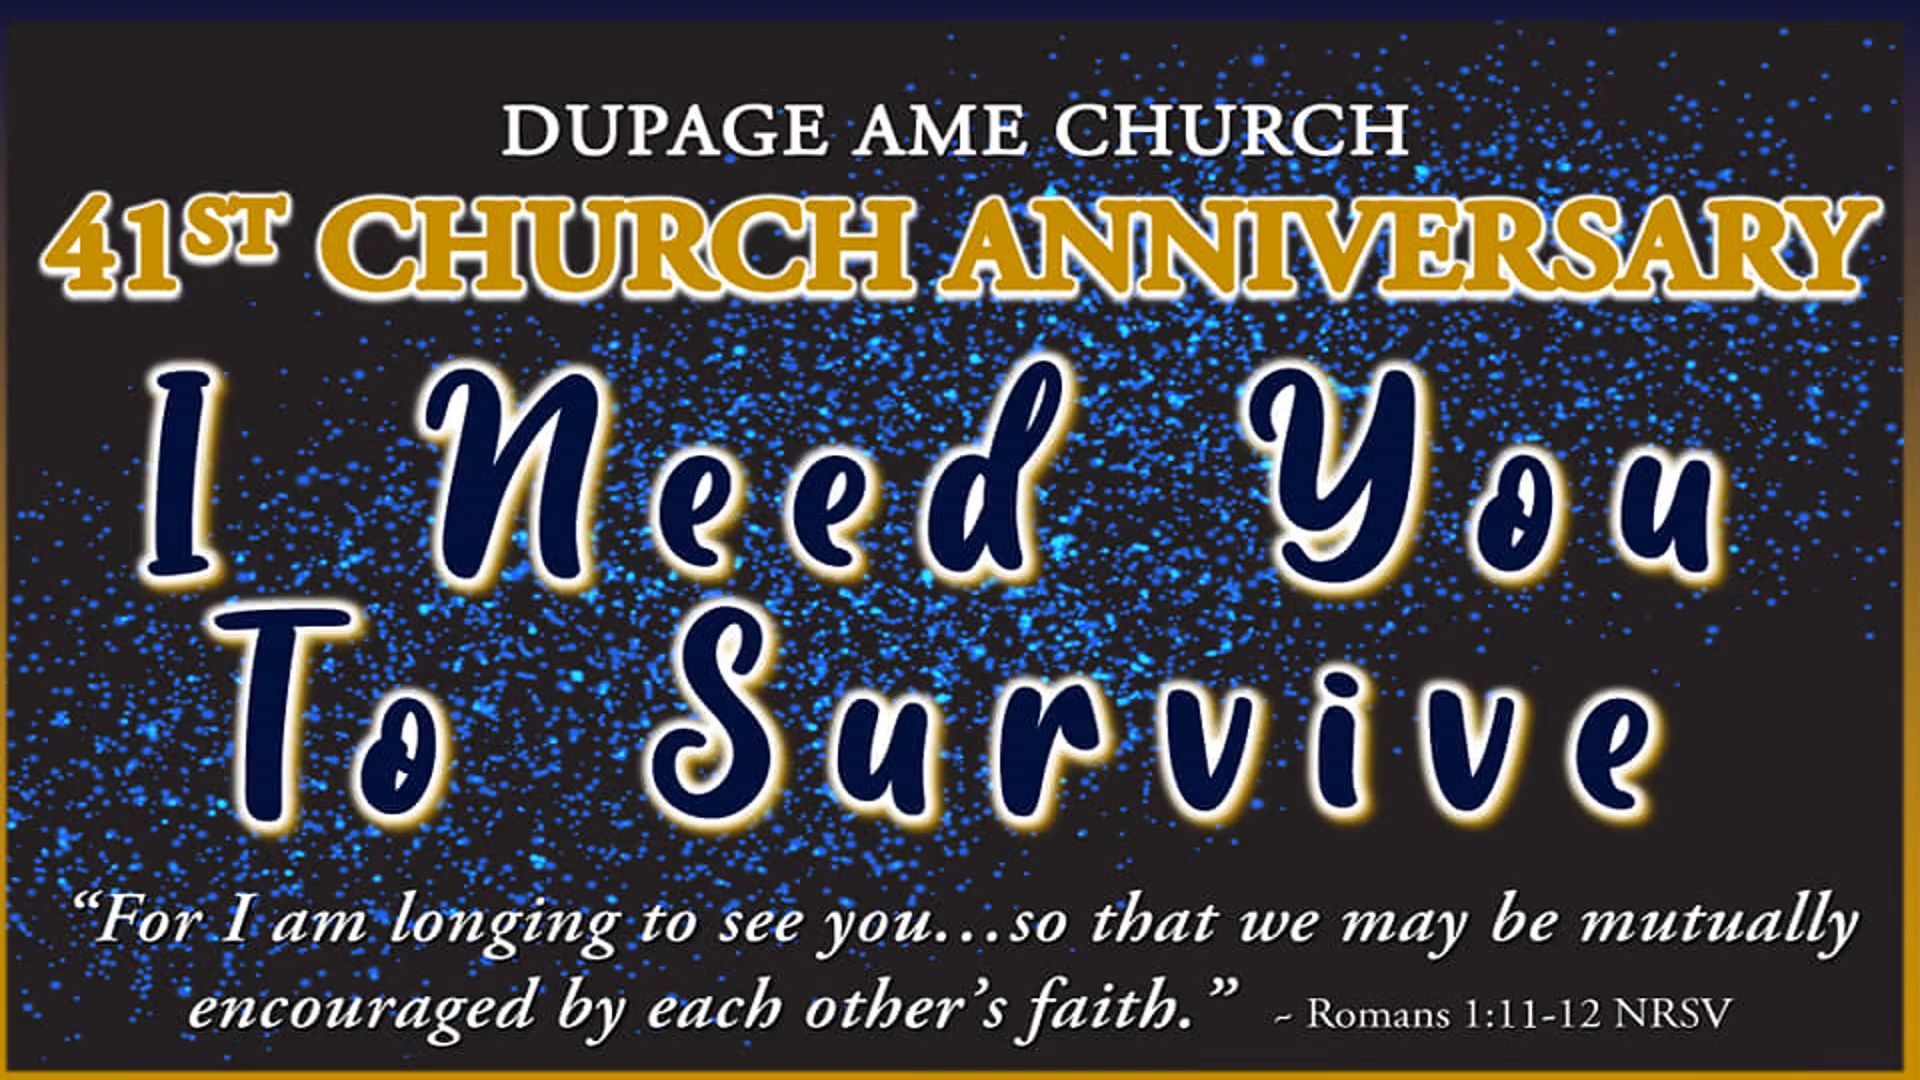 DUPAGE AME CHURCH
41ST CHURCH ANNIVERSARY
I Need You
To Survive
“For I am longing to see you...so that we may be mutually
encouraged by each other’s faith.” ~ Romans 1:11-12 NRSV